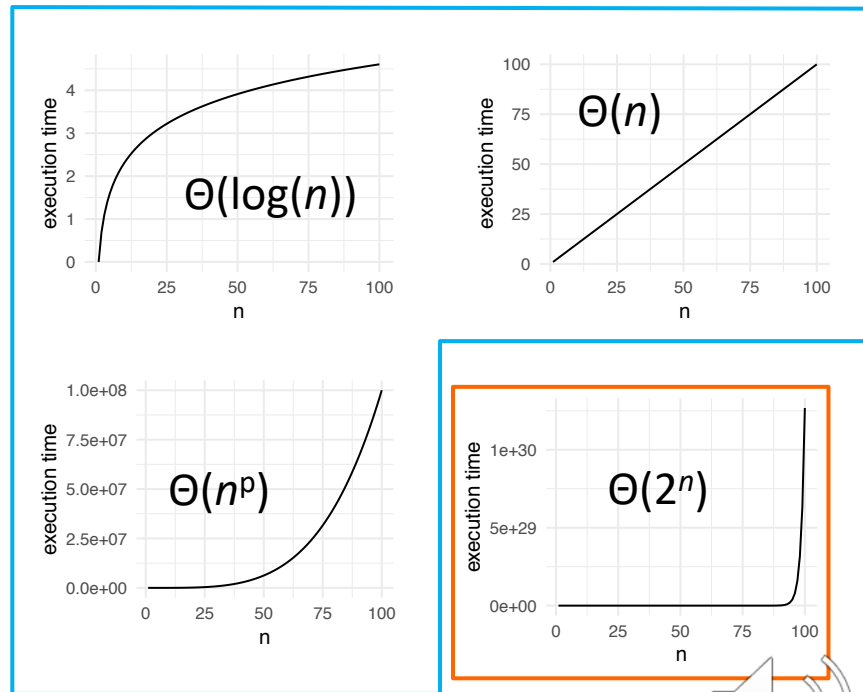 execution time
4
3
2
1
0
Θ(log(n))
0 25 50 75 100
n
execution time
100
75
50
25
0
Θ(n)
0 25 50 75 100
n
execution time
1.0e+08
7.5e+07
5.0e+07
2.5e+07
0.0e+00
Θ(nᵖ)
0 25 50 75 100
n
execution time
1e+30
5e+29
0e+00
Θ(2ⁿ)
0 25 50 75 100
n